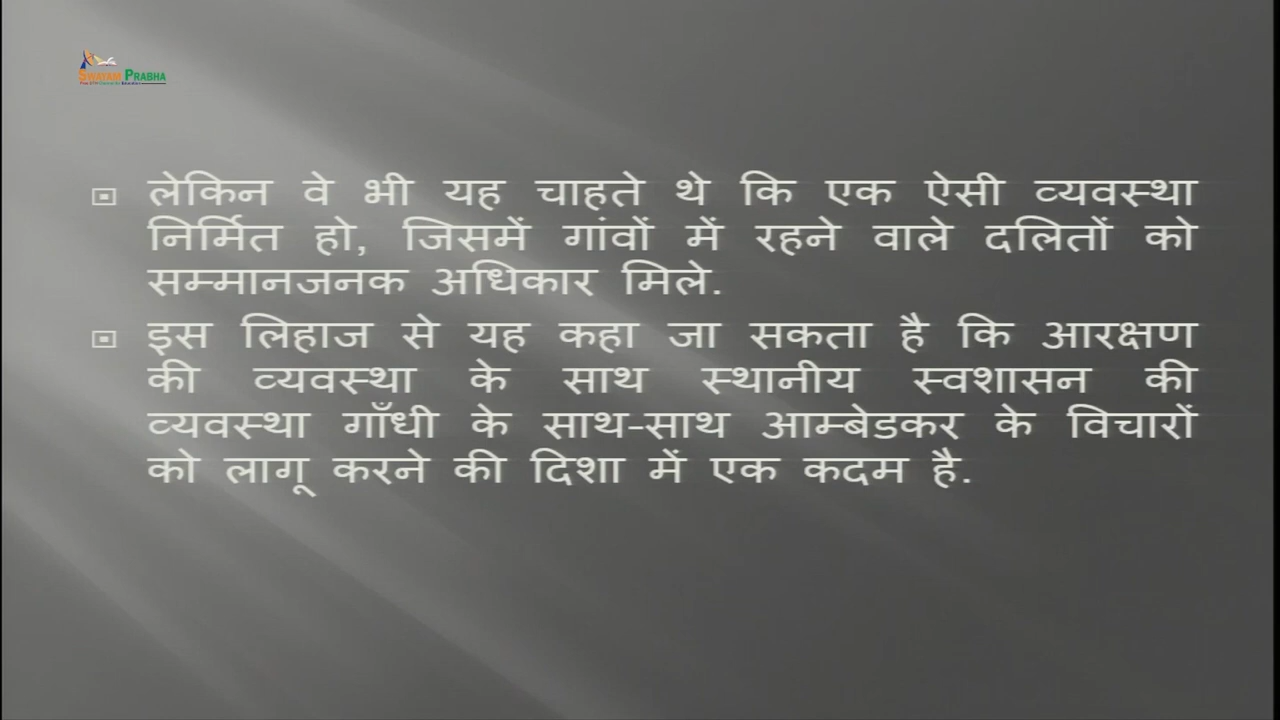 SWAYAM PRABHA
लेकिन वे भी यह चाहते थे कि एक ऐसी व्यवस्था
निर्मित हो, जिसमें गांवों में रहने वाले दलितों को
सम्मानजनक अधिकार मिले.
इस लिहाज से यह कहा जा सकता है कि आरक्षण
की व्यवस्था के साथ स्थानीय स्वशासन की
व्यवस्था गाँधी के साथ-साथ आम्बेडकर के विचारों
को लागू करने की दिशा में एक कदम है.